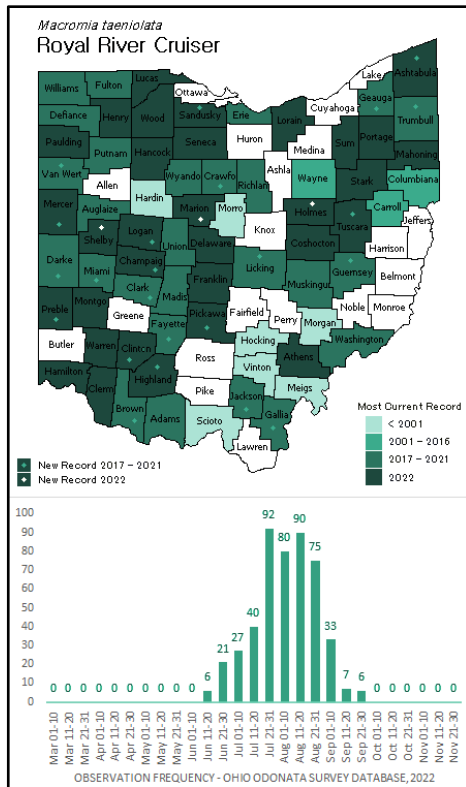 Macromia taeniolata
Royal River Cruiser
Williams
Fulton
Lucas
Ottawa
Lake
Ashtabula
Defiance
Henry
Wood
Sandusky
Erie
Lorain
Cuyahoga
Geauga
Trumbull
Paulding
Putnam
Hancock
Seneca
Huron
Medina
Sum
Portage
Mahoning
Van Wert
Allen
Wyando
Crawfo
Richlan
Ashla
Wayne
Stark
Columbiana
Mercer
Auglaize
Hardin
Marion
Morro
Holmes
Tuscara
Carroll
Jeffers
Shelby
Logan
Union
Delaware
Knox
Coshocton
Harrison
Darke
Miami
Champaig
Licking
Guernsey
Belmont
Clark
Madis
Franklin
Muskingu
Preble
Montgo
Greene
Fayette
Pickawa
Fairfield
Perry
Morgan
Noble
Monroe
Butler
Warren
Clinton
Ross
Hocking
Athens
Washington
Hamilton
Clerm
Highland
Vinton
Meigs
Brown
Adams
Pike
Jackson
Gallia
Scioto
Lawren
Most Current Record
< 2001
2001 – 2016
2017 – 2021
2022
New Record 2017 – 2021
New Record 2022
100
90
80
70
60
50
40
30
20
10
0
0 0 0 0 0 0 0 0 0 0 6 21 27 40 92 80 90 75 33 7 6 0 0 0 0 0 0
Mar 01-10
Mar 11-20
Mar 21-31
Apr 01-10
Apr 11-20
Apr 21-30
May 01-10
May 11-20
May 21-31
Jun 01-10
Jun 11-20
Jun 21-30
Jul 01-10
Jul 11-20
Jul 21-31
Aug 01-10
Aug 11-20
Aug 21-31
Sep 01-10
Sep 11-20
Sep 21-30
Oct 01-10
Oct 11-20
Oct 21-31
Nov 01-10
Nov 11-20
Nov 21-30
OBSERVATION FREQUENCY - OHIO ODONATA SURVEY DATABASE, 2022